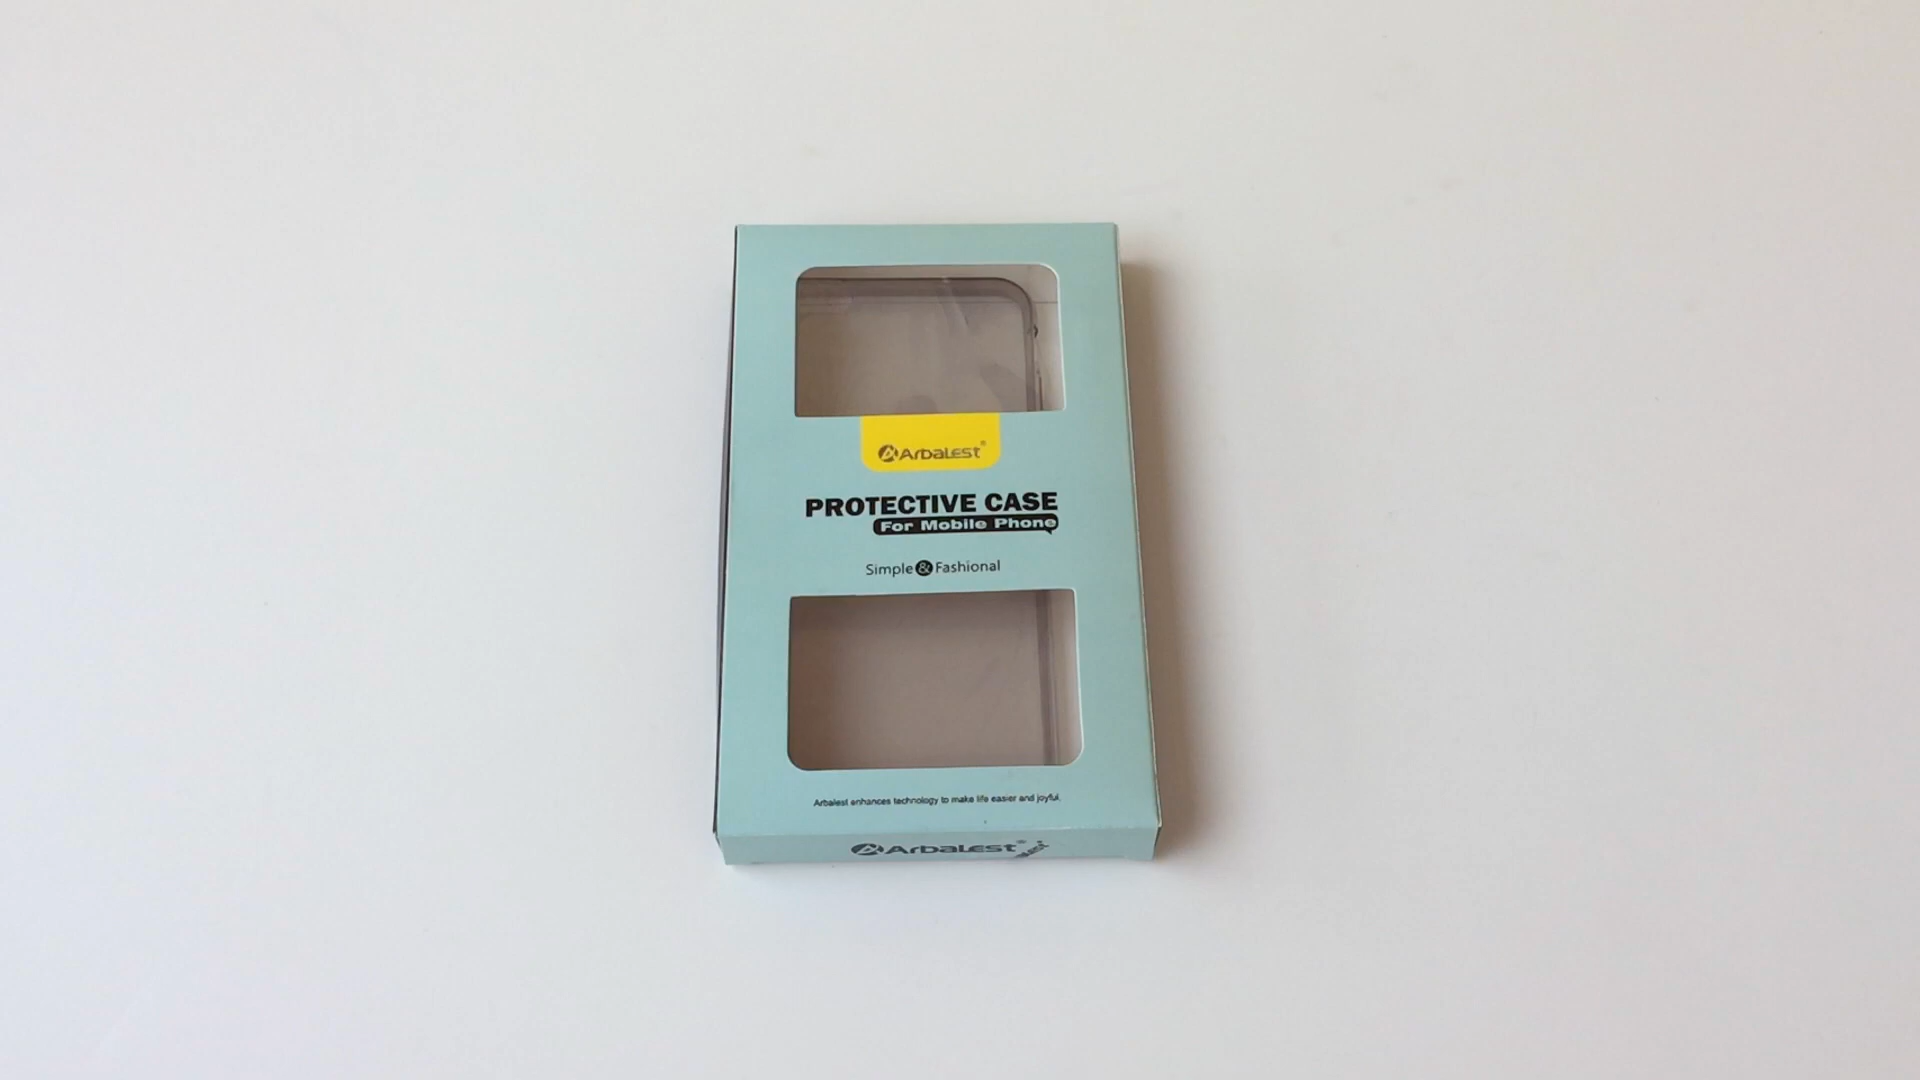 Arbalest®
PROTECTIVE CASE
For Mobile Phone
Simple & Fashional
Arbalest enhances technology to make life easier and joyful.
Arbalest®